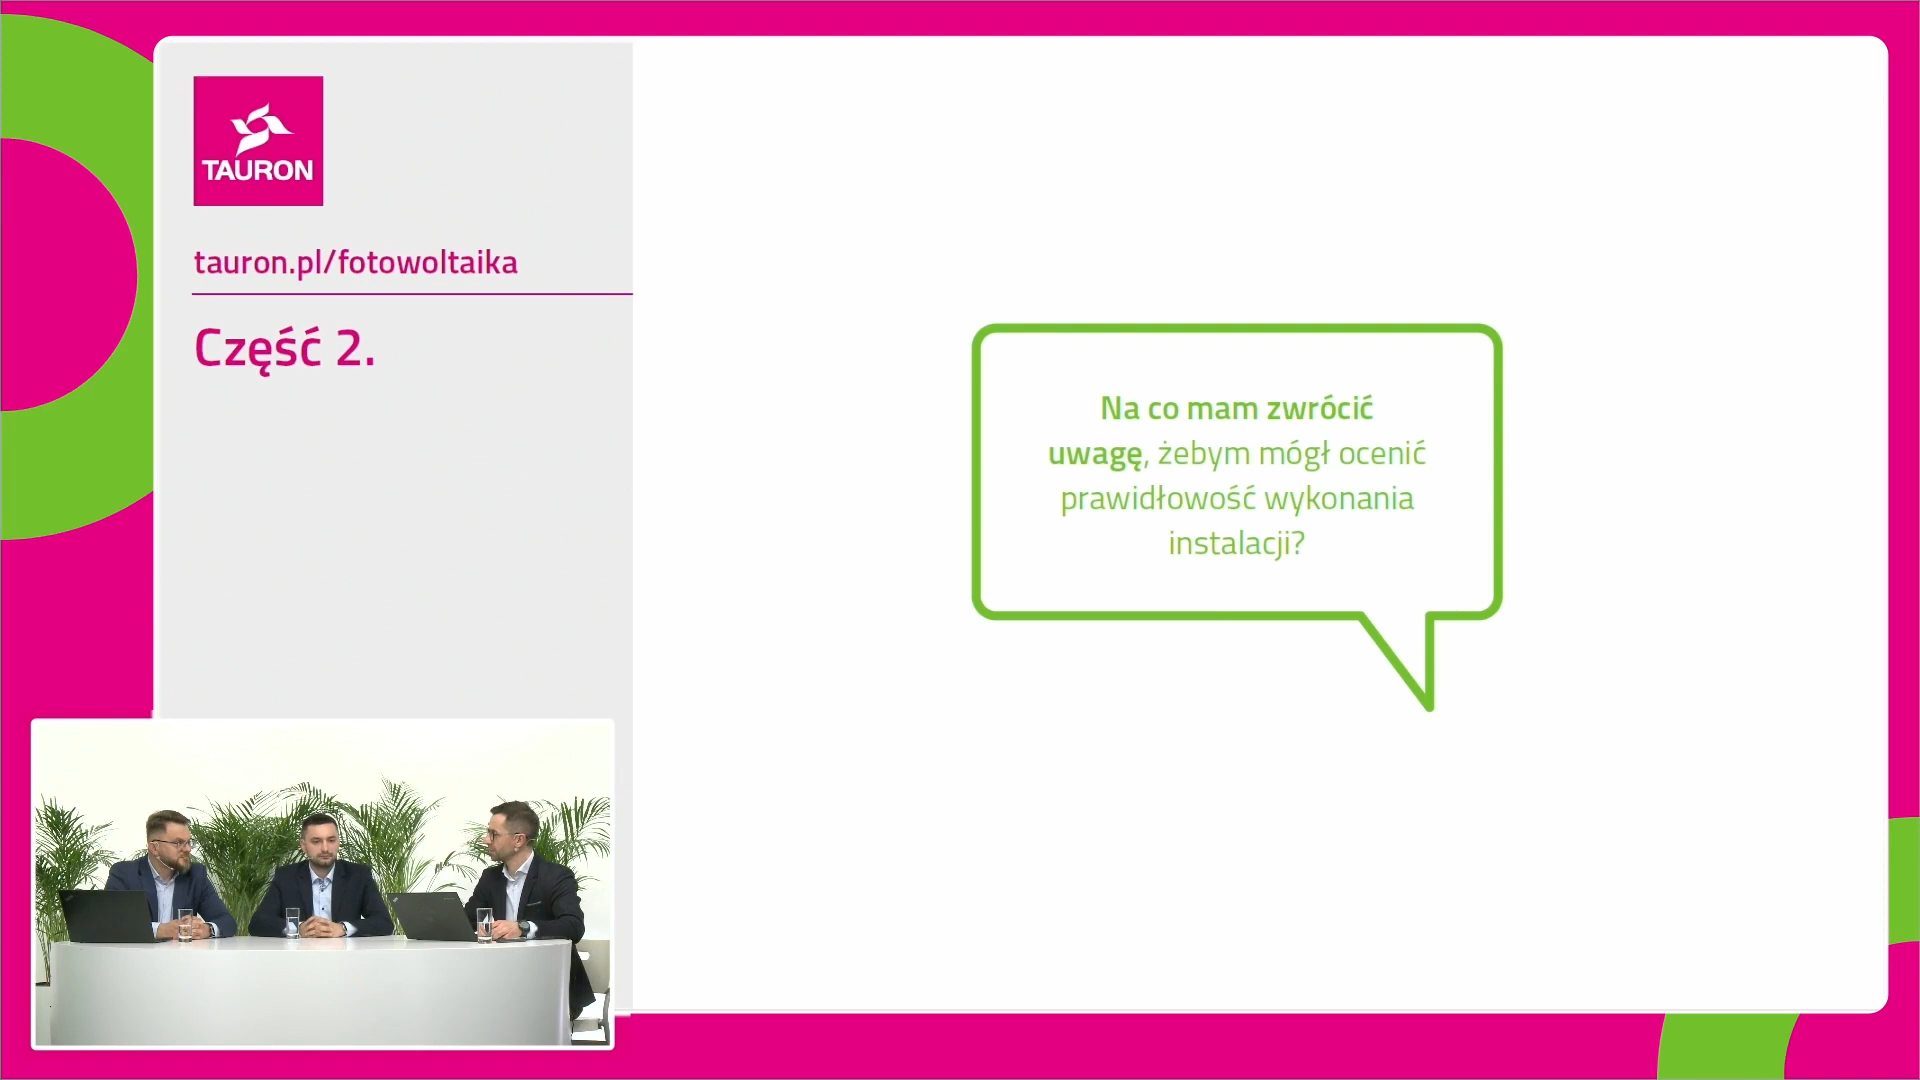 TAURON
tauron.pl/fotowoltaika
Część 2.
Na co mam zwrócić
uwagę, żebym mógł ocenić
prawidłowość wykonania
instalacji?